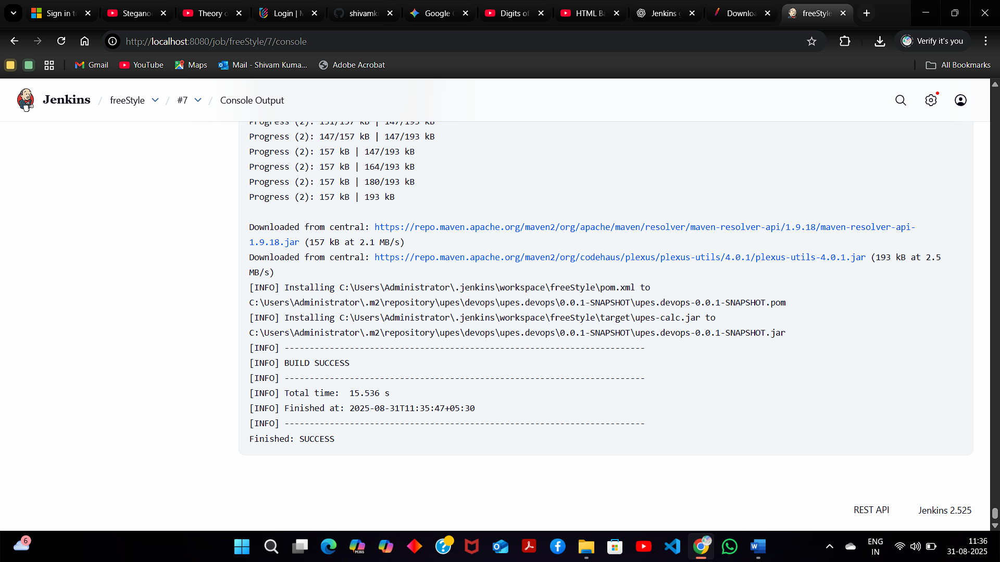 Sign in to
Stegano
Theory o
Login | M
shivamk
Google C
Digits of
HTML Ba
Jenkins g
Downloa
freeStyle
http://localhost:8080/job/freeStyle/7/console
Verify it's you
Gmail
YouTube
Maps
Mail - Shivam Kuma...
Adobe Acrobat
All Bookmarks
Jenkins / freeStyle / #7 / Console Output
Progress (2): 131/157 kB | 147/193 kB
Progress (2): 147/157 kB | 147/193 kB
Progress (2): 157 kB | 147/193 kB
Progress (2): 157 kB | 164/193 kB
Progress (2): 157 kB | 180/193 kB
Progress (2): 157 kB | 193 kB
Downloaded from central: https://repo.maven.apache.org/maven2/org/apache/maven/resolver/maven-resolver-api/1.9.18/maven-resolver-api-
1.9.18.jar (157 kB at 2.1 MB/s)
Downloaded from central: https://repo.maven.apache.org/maven2/org/codehaus/plexus/plexus-utils/4.0.1/plexus-utils-4.0.1.jar (193 kB at 2.5
MB/s)
[INFO] Installing C:\Users\Administrator\.jenkins\workspace\freeStyle\pom.xml to
C:\Users\Administrator\.m2\repository\upes\devops\upes.devops\0.0.1-SNAPSHOT\upes.devops-0.0.1-SNAPSHOT.pom
[INFO] Installing C:\Users\Administrator\.jenkins\workspace\freeStyle\target\upes-calc.jar to
C:\Users\Administrator\.m2\repository\upes\devops\upes.devops\0.0.1-SNAPSHOT\upes.devops-0.0.1-SNAPSHOT.jar
[INFO] ------------------------------------------------------------------------
[INFO] BUILD SUCCESS
[INFO] ------------------------------------------------------------------------
[INFO] Total time:  15.536 s
[INFO] Finished at: 2025-08-31T11:35:47+05:30
[INFO] ------------------------------------------------------------------------
Finished: SUCCESS
REST API
Jenkins 2.525
6
M365
ENG
IN
11:36
31-08-2025